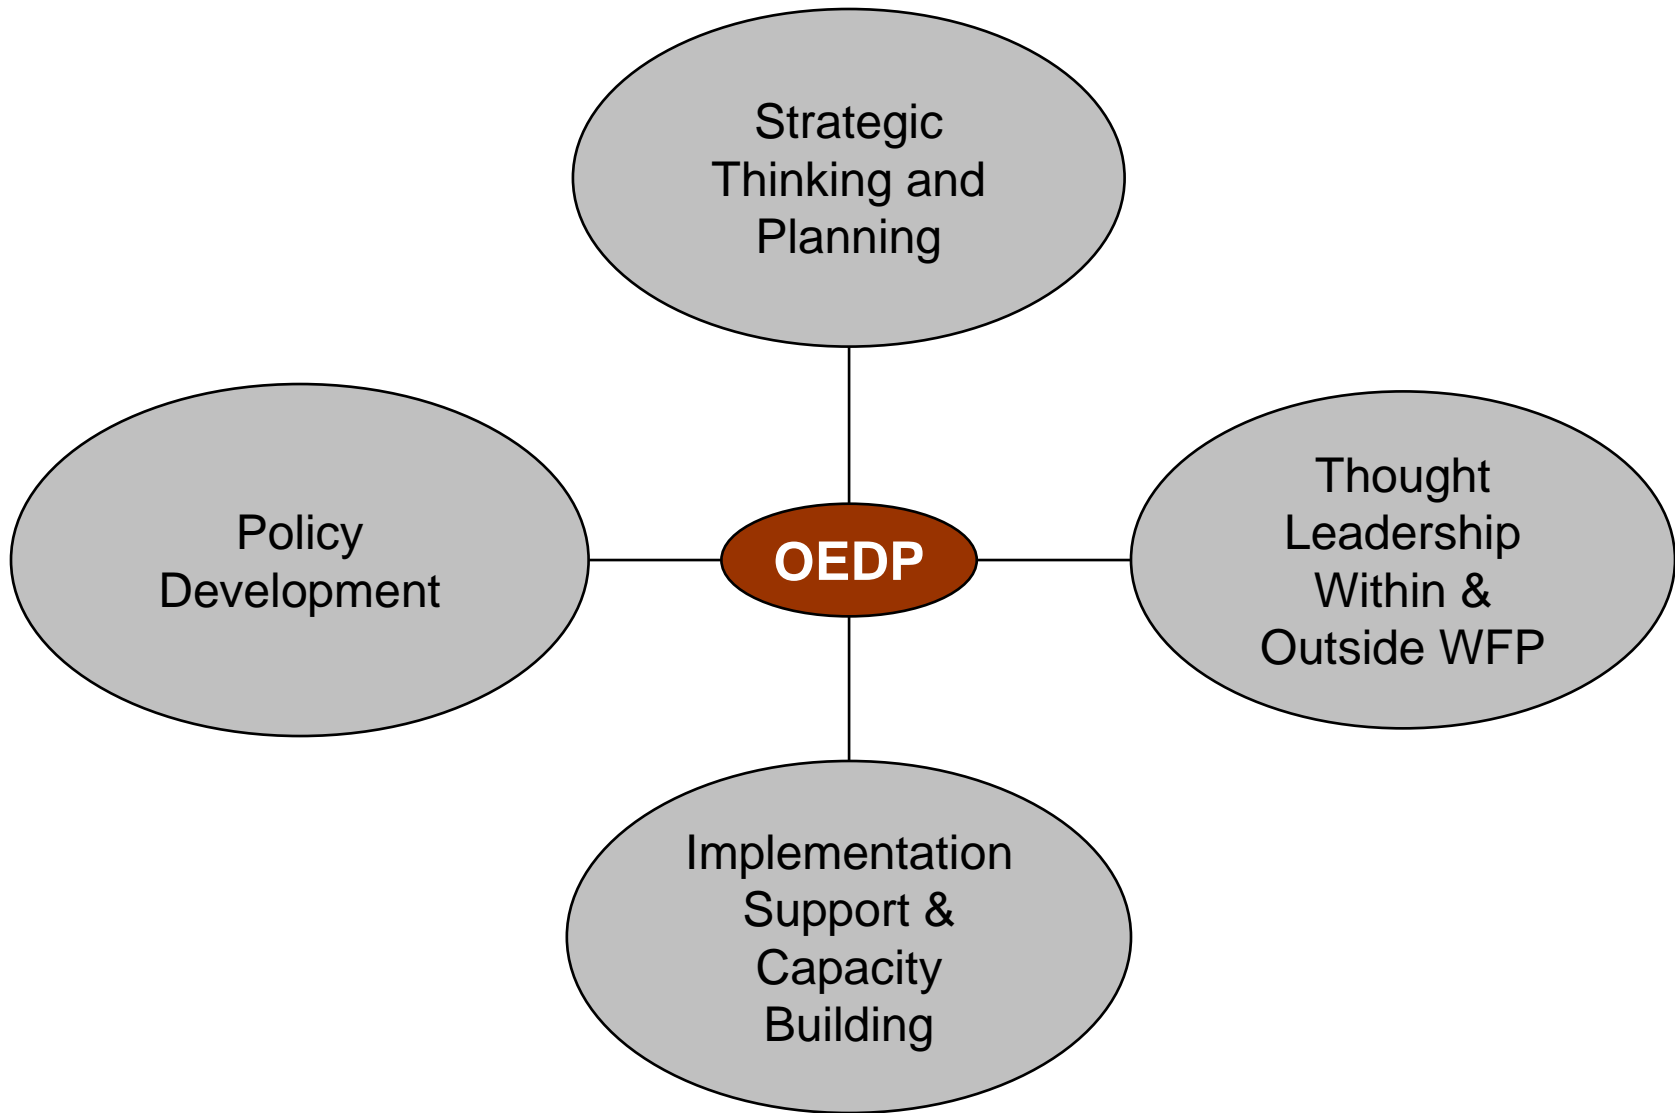 Strategic
Thinking and
Planning
Policy
Development
OEDP
Thought
Leadership
Within &
Outside WFP
Implementation
Support &
Capacity
Building